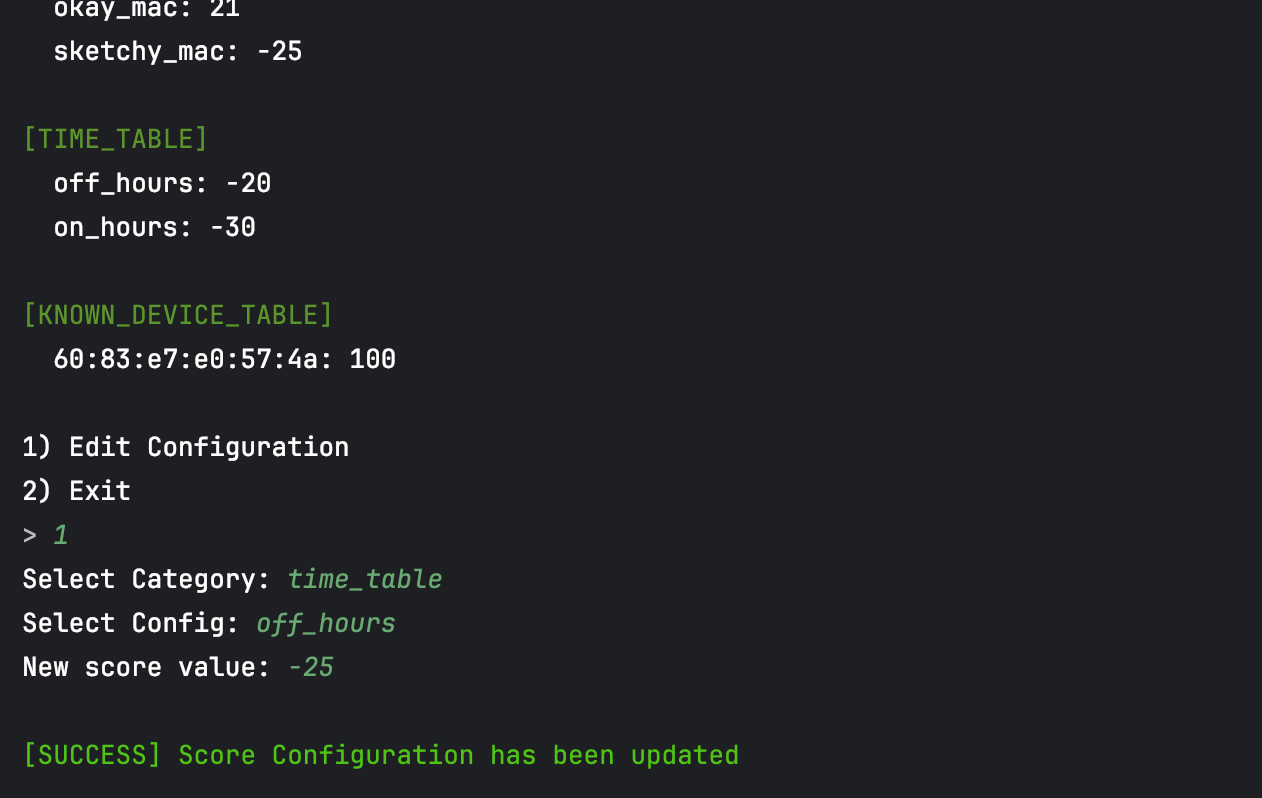 okay_mac: 21
sketchy_mac: -25
[TIME_TABLE]
off_hours: -20
on_hours: -30
[KNOWN_DEVICE_TABLE]
60:83:e7:e0:57:4a: 100
1) Edit Configuration
2) Exit
> 1
Select Category: time_table
Select Config: off_hours
New score value: -25
[SUCCESS] Score Configuration has been updated